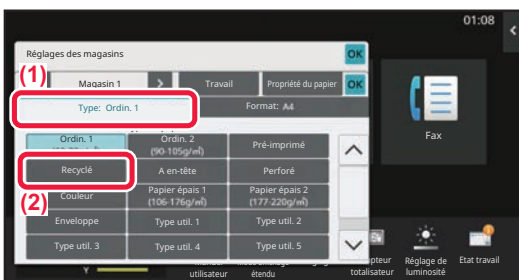 01:08
Réglages des magasins
OK
(1)
Magasin 1
Travail
Propriété du papier
OK
Type: Ordin. 1
Format: A4
Ordin. 1
Ordin. 2
(90-105g/㎡)
Pré-imprimé
Recyclé
A en-tête
Perforé
(2)
Couleur
Papier épais 1
(106-176g/㎡)
Papier épais 2
(177-220g/㎡)
Enveloppe
Type util. 1
Type util. 2
Type util. 3
Type util. 4
Type util. 5
Fax
Y
utilisateur
étendu
totalisateur
Réglage de
luminosité
Etat travail